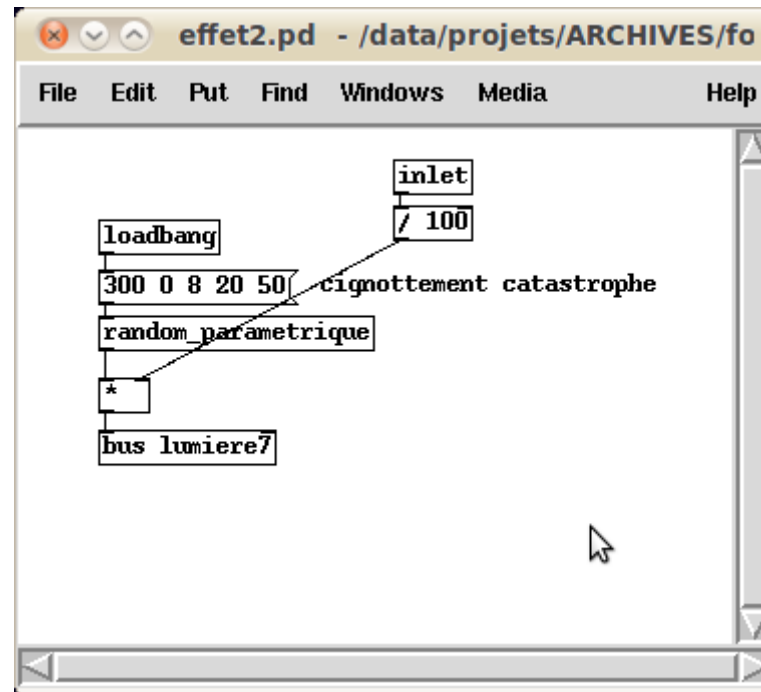 effet2.pd - /data/projets/ARCHIVES/fo
File Edit Put Find Windows Media Help
inlet
/ 100
loadbang
300 0 8 20 50 cignottement catastrophe
random_parametrique
*
bus lumiere7